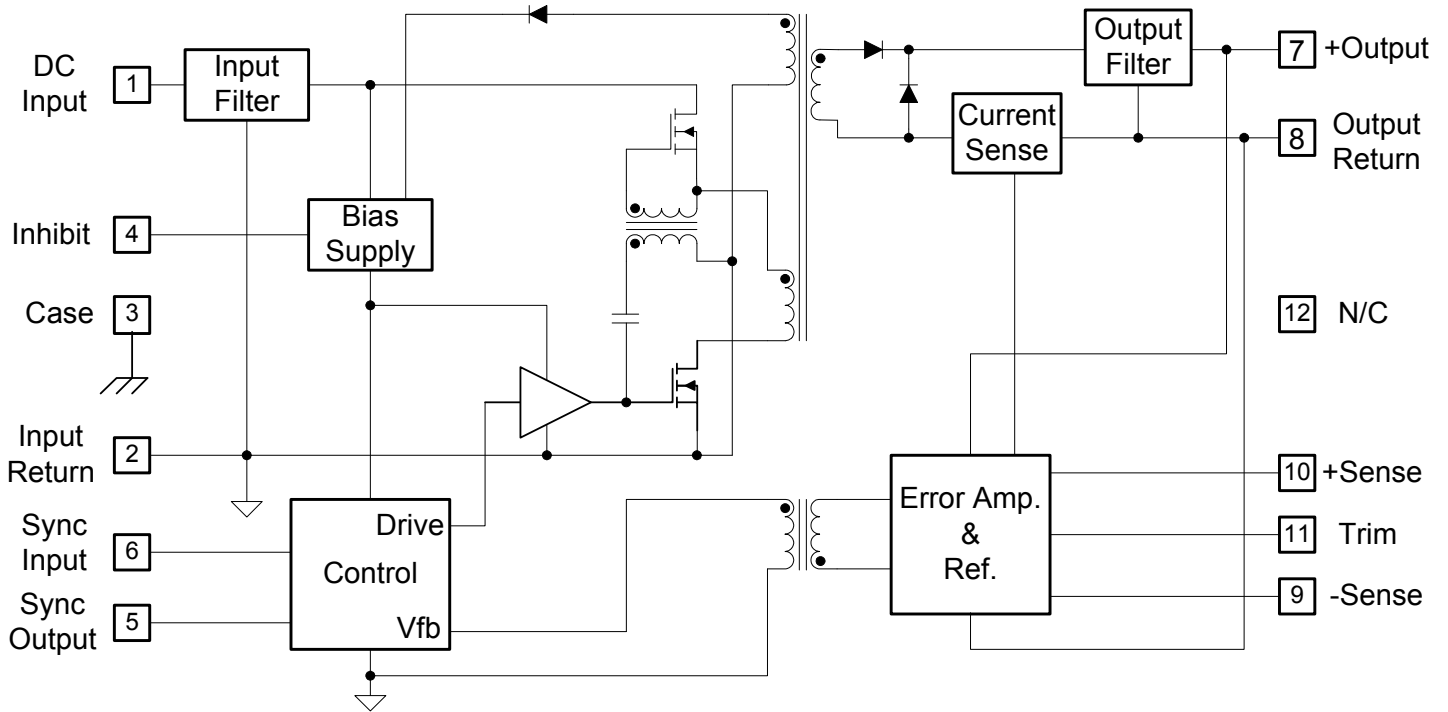 DC
Input
1
Input
Filter
Output
Filter
7
+Output
Current
Sense
8
Output
Return
Inhibit
4
Bias
Supply
Case
3
12
N/C
Input
Return
2
Sync
Input
6
Sync
Output
5
Drive
Control
Vfb
Error Amp.
&
Ref.
10
+Sense
11
Trim
9
-Sense